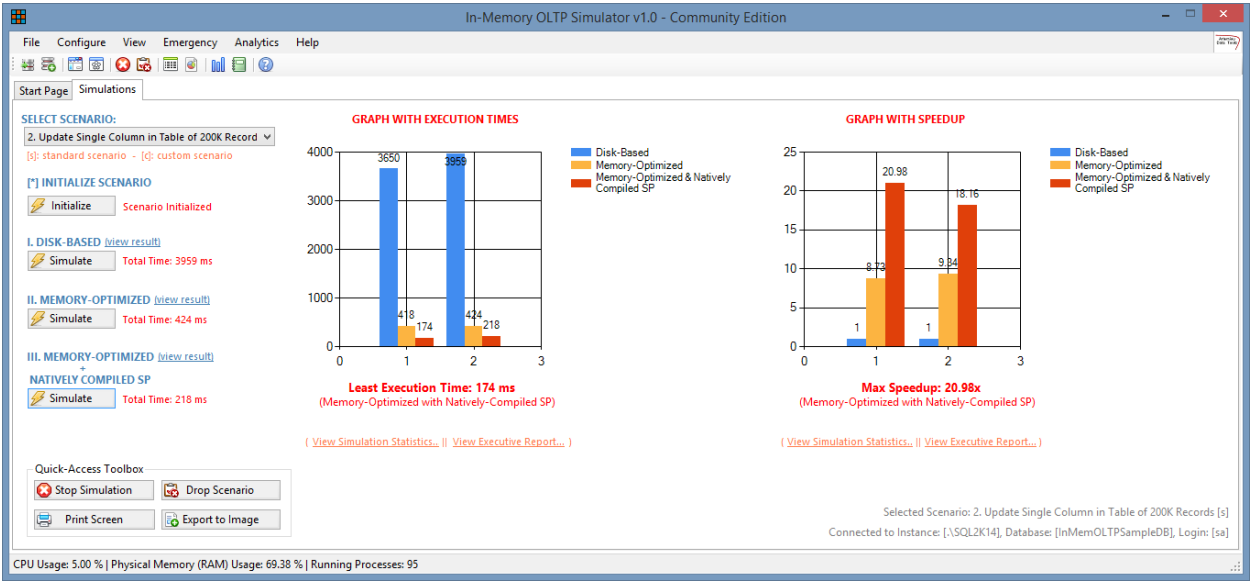 In-Memory OLTP Simulator v1.0 - Community Edition
File Configure View Emergency Analytics Help
Start Page Simulations
SELECT SCENARIO:
2. Update Single Column in Table of 200K Record
[s]: standard scenario - [c]: custom scenario
[*] INITIALIZE SCENARIO
Initialize Scenario Initialized
I. DISK-BASED (view result)
Simulate Total Time: 3959 ms
II. MEMORY-OPTIMIZED (view result)
Simulate Total Time: 424 ms
III. MEMORY-OPTIMIZED (view result)
+
NATIVELY COMPILED SP
Simulate Total Time: 218 ms
Quick-Access Toolbox
Stop Simulation Drop Scenario
Print Screen Export to Image
GRAPH WITH EXECUTION TIMES
4000
3000
2000
1000
0
3650 3959
418 424
174 218
0 1 2 3
Disk-Based
Memory-Optimized
Memory-Optimized & Natively
Compiled SP
Least Execution Time: 174 ms
(Memory-Optimized with Natively-Compiled SP)
( View Simulation Statistics.. || View Executive Report... )
GRAPH WITH SPEEDUP
25
20
15
10
5
0
20.98
18.16
8.73 9.34
1 1
0 1 2 3
Disk-Based
Memory-Optimized
Memory-Optimized & Natively
Compiled SP
Max Speedup: 20.98x
(Memory-Optimized with Natively-Compiled SP)
( View Simulation Statistics.. || View Executive Report... )
Selected Scenario: 2. Update Single Column in Table of 200K Records [s]
Connected to Instance: [.\SQL2K14], Database: [InMemOLTPSampleDB], Login: [sa]
CPU Usage: 5.00 % | Physical Memory (RAM) Usage: 69.38 % | Running Processes: 95